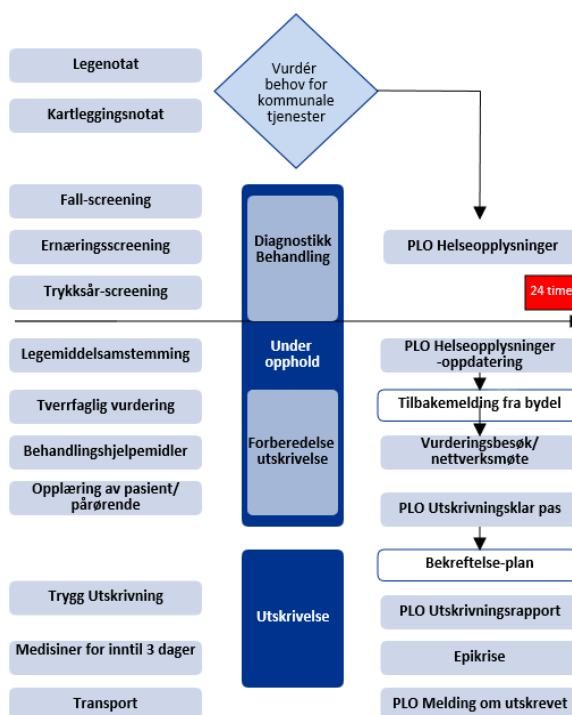 Legenotat
Kartleggingsnotat
Vurdér
behov for
kommunale
tjenester
Fall-screening
Ernæringsscreening
Trykksår-screening
Diagnostikk
Behandling
PLO Helseopplysninger
24 time
Legemiddelsamstemming
Tverrfaglig vurdering
Behandlingshjelpemidler
Opplæring av pasient/
pårørende
Under
opphold
Forberedelse
utskrivelse
PLO Helseopplysninger
-oppdatering
Tilbakemelding fra bydel
Vurderingsbesøk/
nettverksmøte
PLO Utskrivningsklar pas
Bekreftelse-plan
Trygg Utskrivning
Medisiner for inntil 3 dager
Transport
Utskrivelse
PLO Utskrivningsrapport
Epikrise
PLO Melding om utskrevet